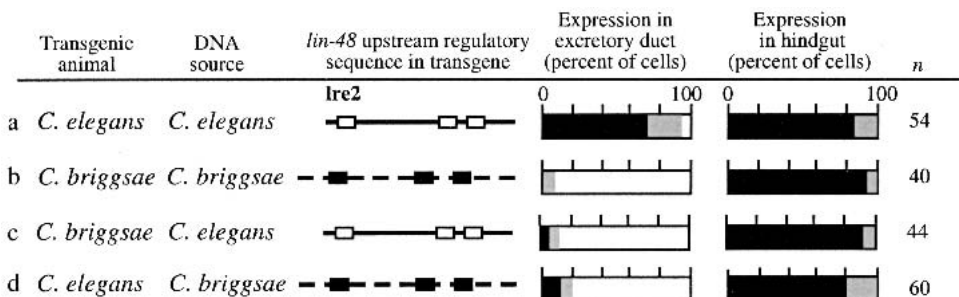 Transgenic animal DNA source lin-48 upstream regulatory sequence in transgene Expression in excretory duct (percent of cells) Expression in hindgut (percent of cells) n
lre2 0 100 0 100
a C. elegans C. elegans 54
b C. briggsae C. briggsae 40
c C. briggsae C. elegans 44
d C. elegans C. briggsae 60